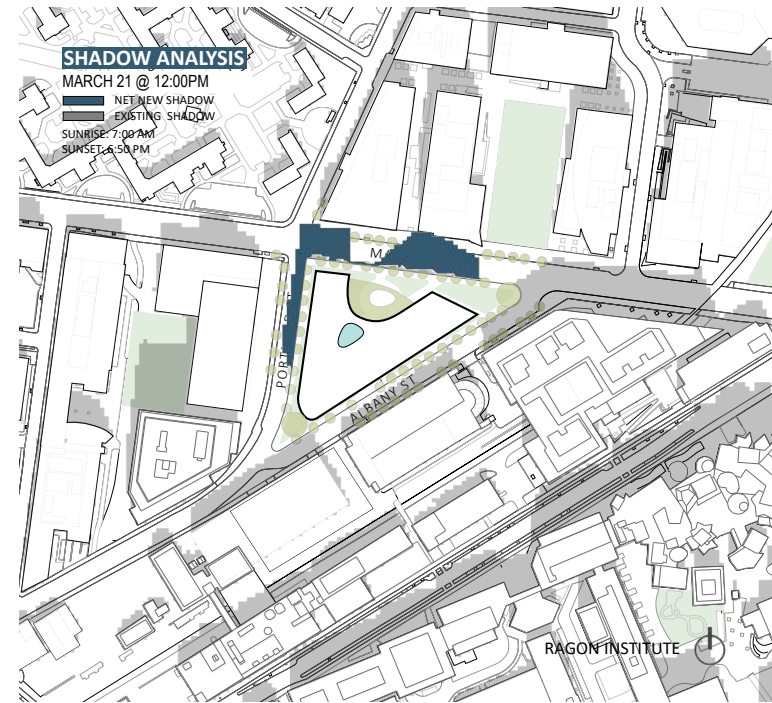 SHADOW ANALYSIS
MARCH 21 @ 12:00PM
NET NEW SHADOW
EXISTING SHADOW
SUNRISE: 7:00 AM
SUNSET: 6:50 PM
ALBANY ST
RAGON INSTITUTE